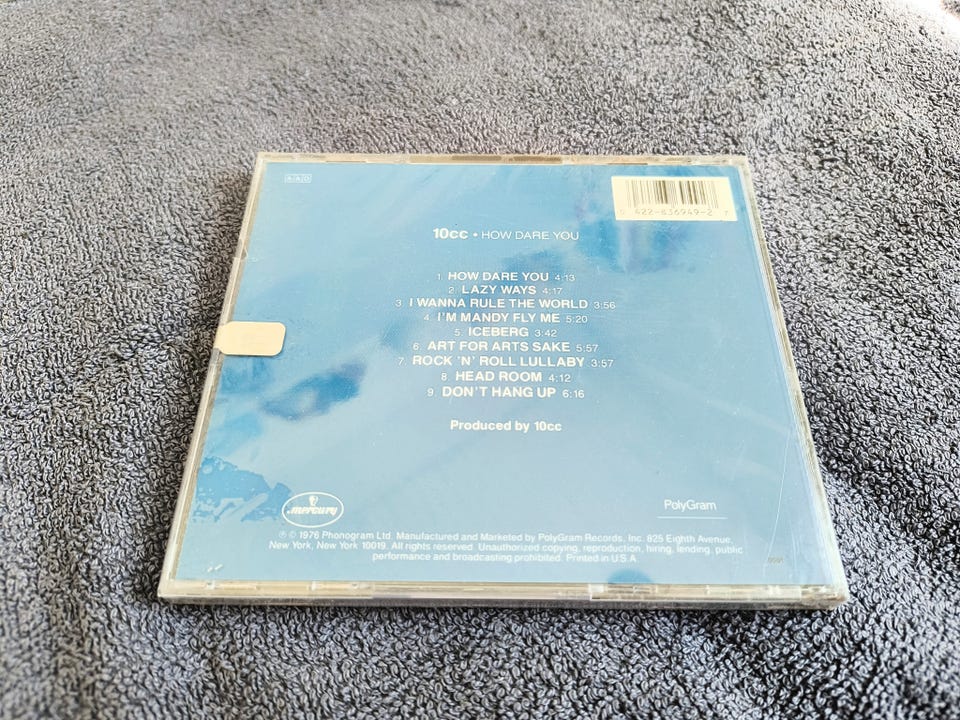 AAD
0 422-836949-2 7
10cc • HOW DARE YOU
1. HOW DARE YOU 4:13
2. LAZY WAYS 4:17
3. I WANNA RULE THE WORLD 3:56
4. I'M MANDY FLY ME 5:20
5. ICEBERG 3:42
6. ART FOR ARTS SAKE 5:57
7. ROCK 'N' ROLL LULLABY 3:57
8. HEAD ROOM 4:12
9. DON'T HANG UP 6:16
Produced by 10cc
mercury
PolyGram
℗ © 1976 Phonogram Ltd. Manufactured and Marketed by PolyGram Records, Inc. 825 Eighth Avenue,
New York, New York 10019. All rights reserved. Unauthorized copying, reproduction, hiring, lending, public
performance and broadcasting prohibited. Printed in U.S.A.